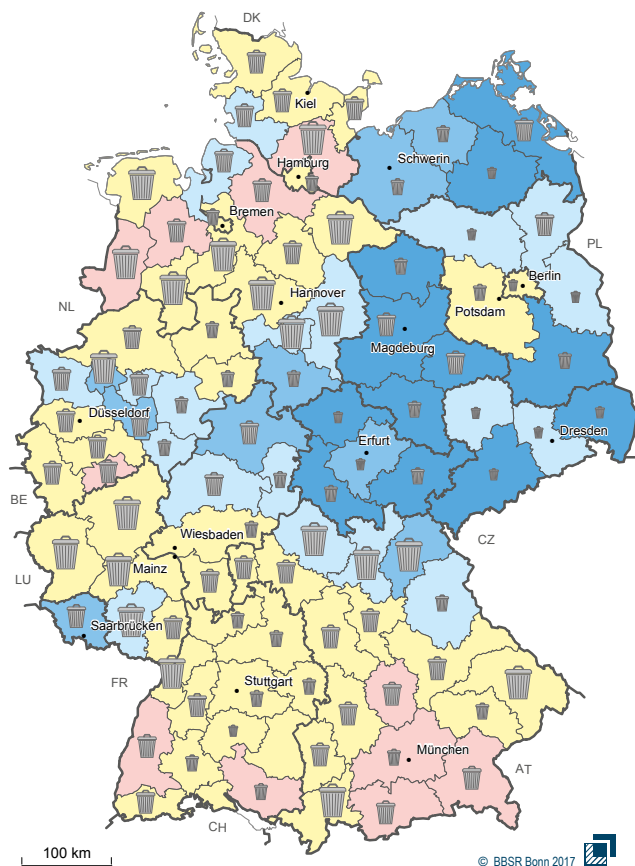 DK
Kiel
Schwerin
Hamburg
Bremen
PL
Berlin
NL
Hannover
Potsdam
Magdeburg
Düsseldorf
Dresden
Erfurt
BE
Wiesbaden
CZ
LU
Mainz
Saarbrücken
FR
Stuttgart
München
AT
CH
100 km
© BBSR Bonn 2017